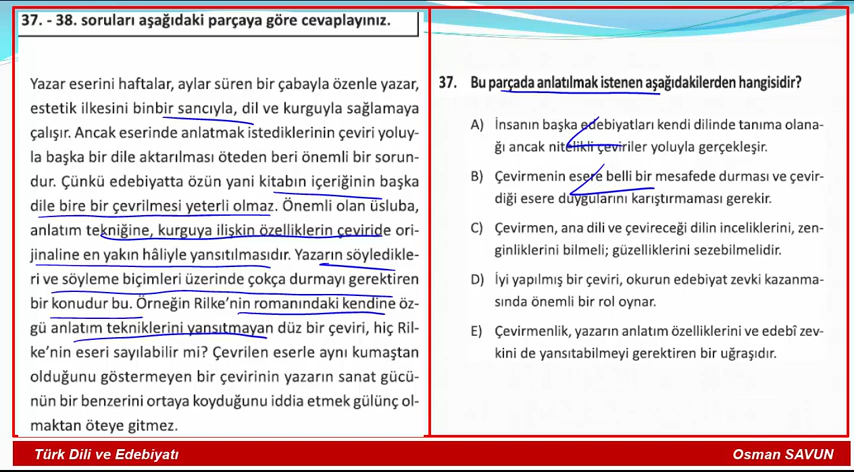 37. - 38. soruları aşağıdaki parçaya göre cevaplayınız.
Yazar eserini haftalar, aylar süren bir çabayla özenle yazar,
estetik ilkesini binbir sancıyla, dil ve kurguyla sağlamaya
çalışır. Ancak eserinde anlatmak istediklerinin çeviri yoluy-
la başka bir dile aktarılması öteden beri önemli bir sorun-
dur. Çünkü edebiyatta özün yani kitabın içeriğinin başka
dile bire bir çevrilmesi yeterli olmaz. Önemli olan üsluba,
anlatım tekniğine, kurguya ilişkin özelliklerin çeviride ori-
jinaline en yakın hâliyle yansıtılmasıdır. Yazarın söyledikle-
ri ve söyleme biçimleri üzerinde çokça durmayı gerektiren
bir konudur bu. Örneğin Rilke'nin romanındaki kendine öz-
gü anlatım tekniklerini yansıtmayan düz bir çeviri, hiç Ril-
ke'nin eseri sayılabilir mi? Çevrilen eserle aynı kumaştan
olduğunu göstermeyen bir çevirinin yazarın sanat gücü-
nün bir benzerini ortaya koyduğunu iddia etmek gülünç ol-
maktan öteye gitmez.
37. Bu parçada anlatılmak istenen aşağıdakilerden hangisidir?
A) İnsanın başka edebiyatları kendi dilinde tanıma olana-
ğı ancak nitelikli çeviriler yoluyla gerçekleşir.
B) Çevirmenin esere belli bir mesafede durması ve çevir-
diği esere duygularını karıştırmaması gerekir.
C) Çevirmen, ana dili ve çevireceği dilin inceliklerini, zen-
ginliklerini bilmeli; güzelliklerini sezebilmelidir.
D) İyi yapılmış bir çeviri, okurun edebiyat zevki kazanma-
sında önemli bir rol oynar.
E) Çevirmenlik, yazarın anlatım özelliklerini ve edebî zev-
kini de yansıtabilmeyi gerektiren bir uğraşıdır.
Türk Dili ve Edebiyatı
Osman SAVUN